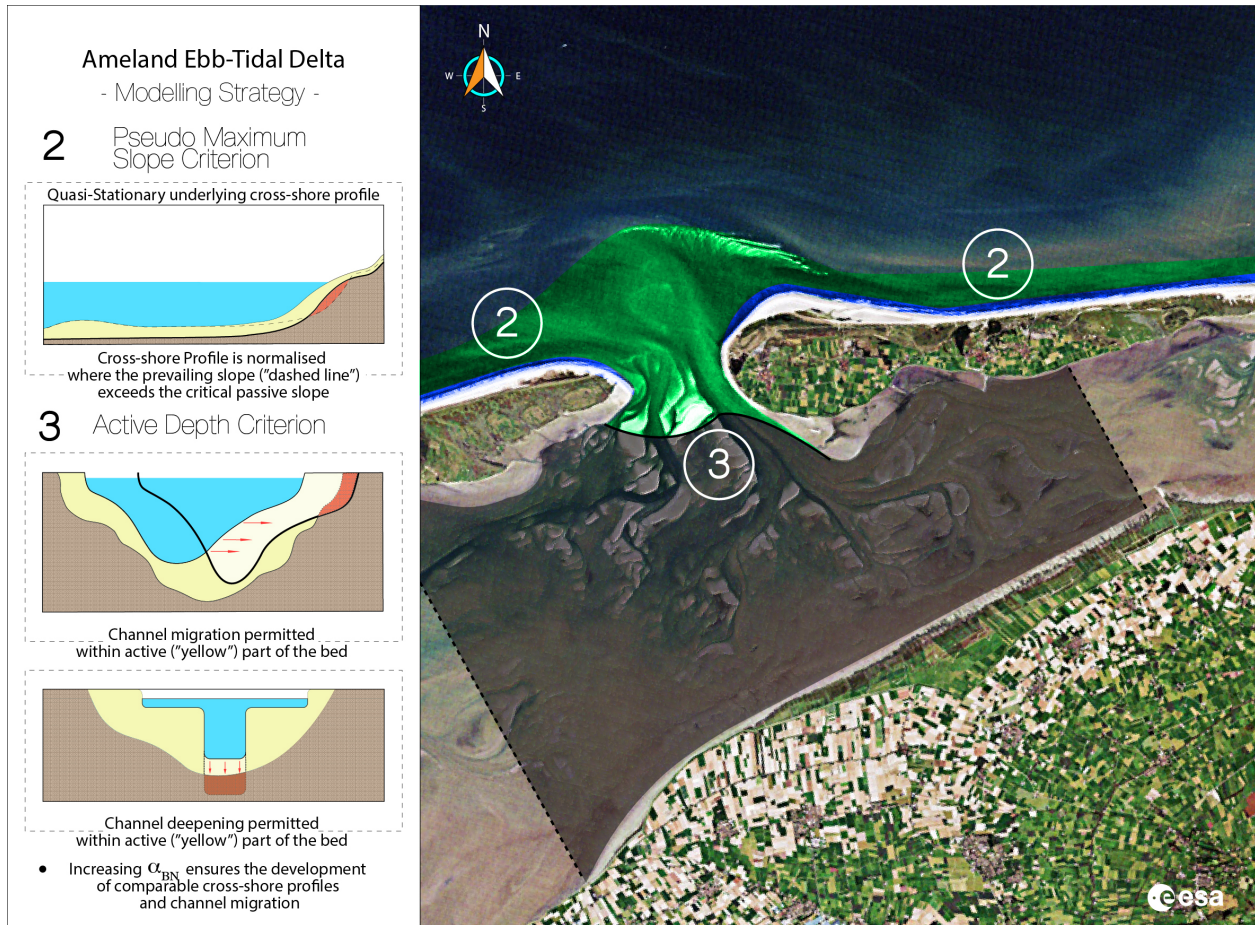 Ameland Ebb-Tidal Delta
- Modelling Strategy -
2
Pseudo Maximum
Slope Criterion
Quasi-Stationary underlying cross-shore profile
Cross-shore Profile is normalised
where the prevailing slope ("dashed line")
exceeds the critical passive slope
3
Active Depth Criterion
Channel migration permitted
within active ("yellow") part of the bed
Channel deepening permitted
within active ("yellow") part of the bed
• Increasing αBN ensures the development
of comparable cross-shore profiles
and channel migration
N
W
E
S
2
2
3
esa